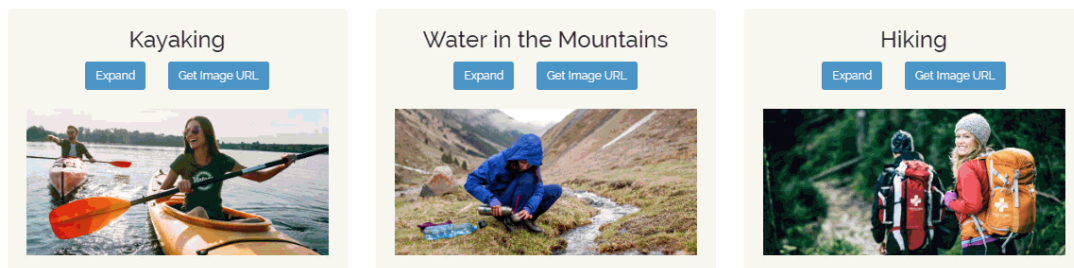 Kayaking
Expand
Get Image URL
Water in the Mountains
Expand
Get Image URL
Hiking
Expand
Get Image URL